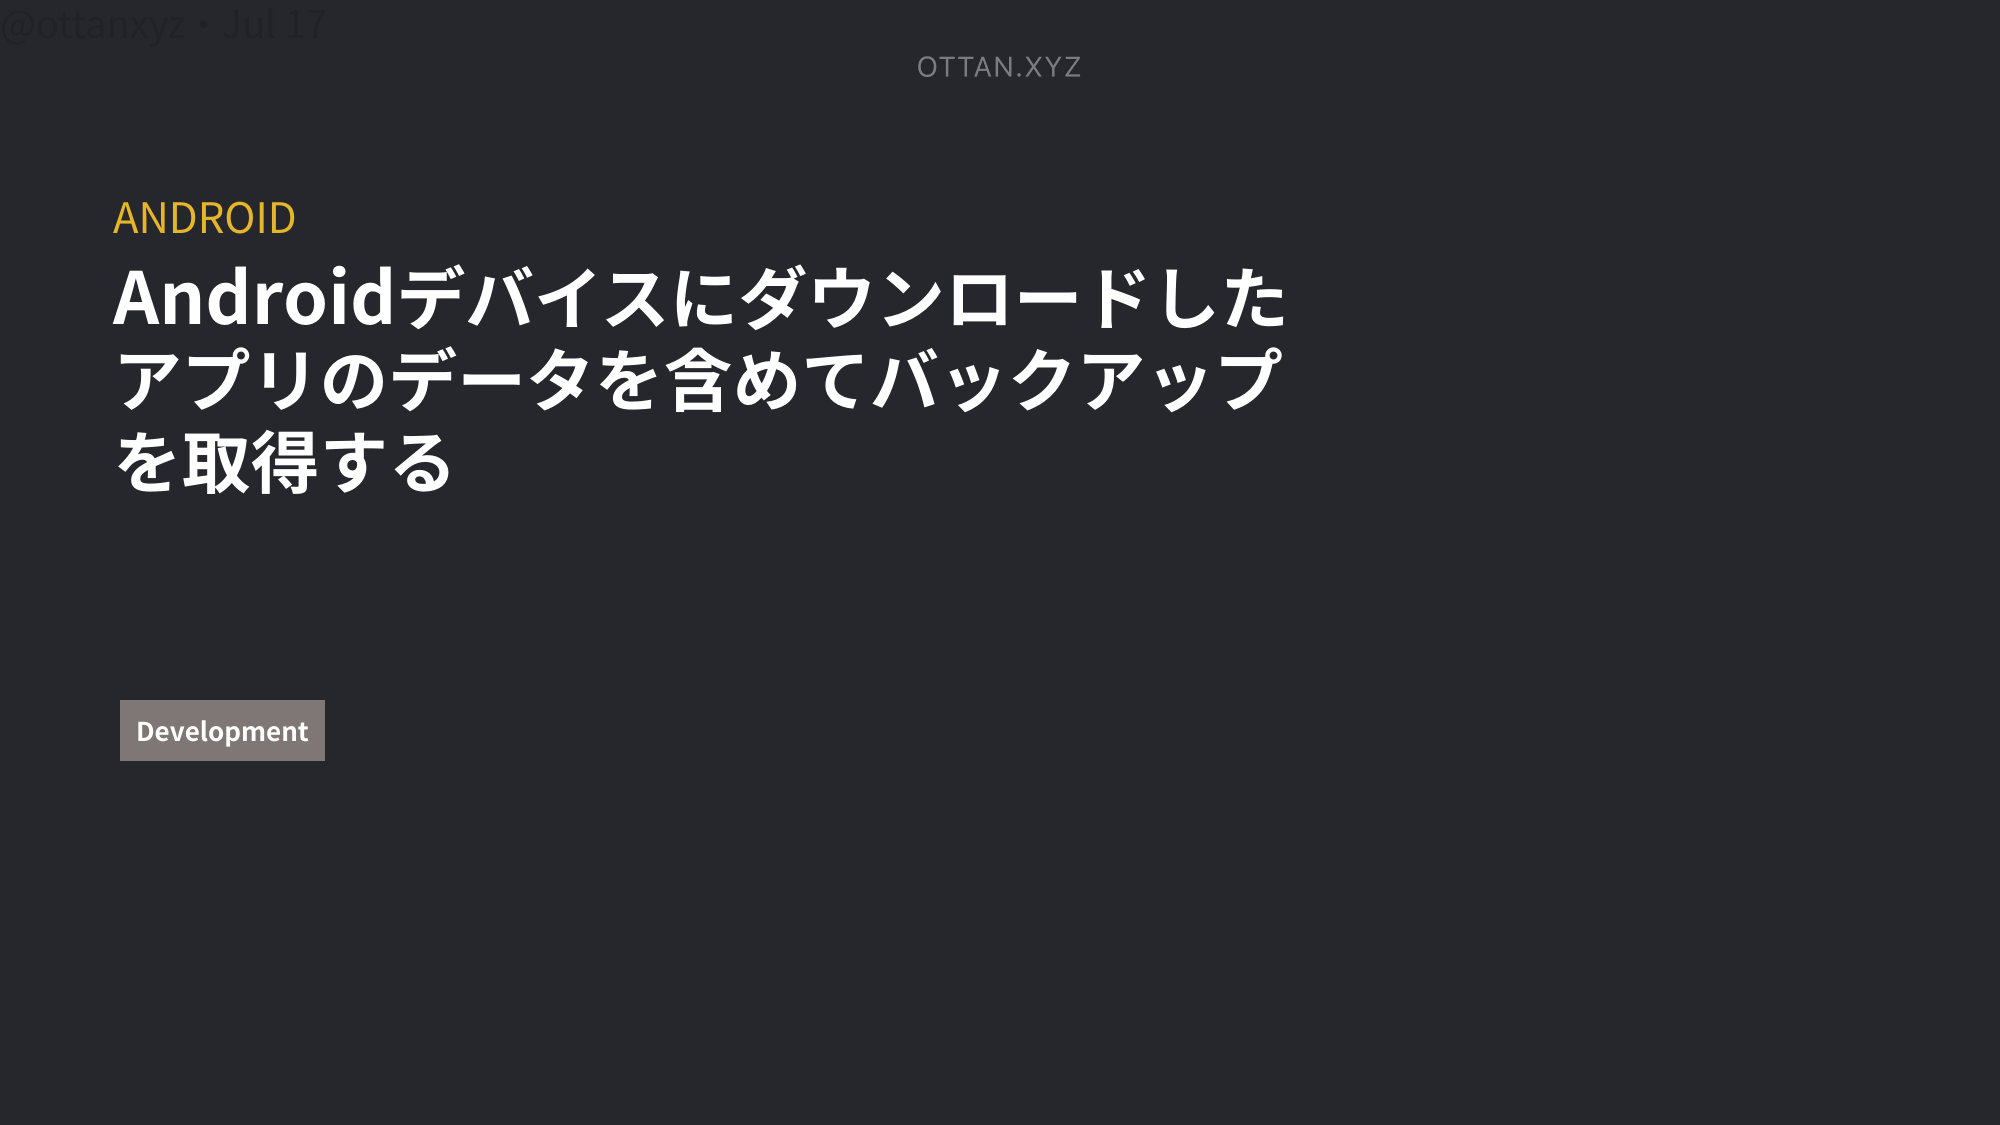 @ottanxyz・Jul 17
OTTAN.XYZ
ANDROID
Androidデバイスにダウンロードした
アプリのデータを含めてバックアップ
を取得する
Development